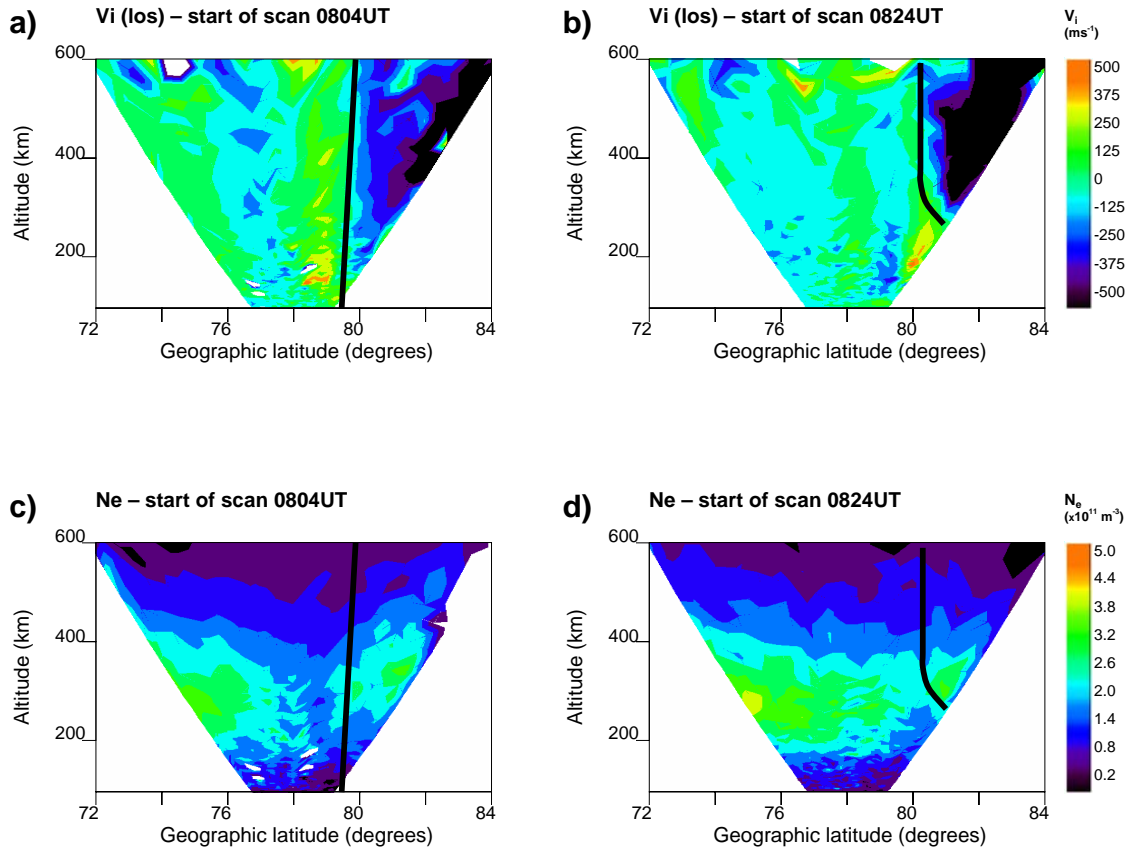 a)
Vi (los) – start of scan 0804UT
600
400
200
Altitude (km)
72
76
80
84
Geographic latitude (degrees)
b)
Vi (los) – start of scan 0824UT
600
400
200
Altitude (km)
72
76
80
84
Geographic latitude (degrees)
Vi
(ms-1)
500
375
250
125
0
-125
-250
-375
-500
c)
Ne – start of scan 0804UT
600
400
200
Altitude (km)
72
76
80
84
Geographic latitude (degrees)
d)
Ne – start of scan 0824UT
600
400
200
Altitude (km)
72
76
80
84
Geographic latitude (degrees)
Ne
(x10¹¹ m⁻³)
5.0
4.4
3.8
3.2
2.6
2.0
1.4
0.8
0.2